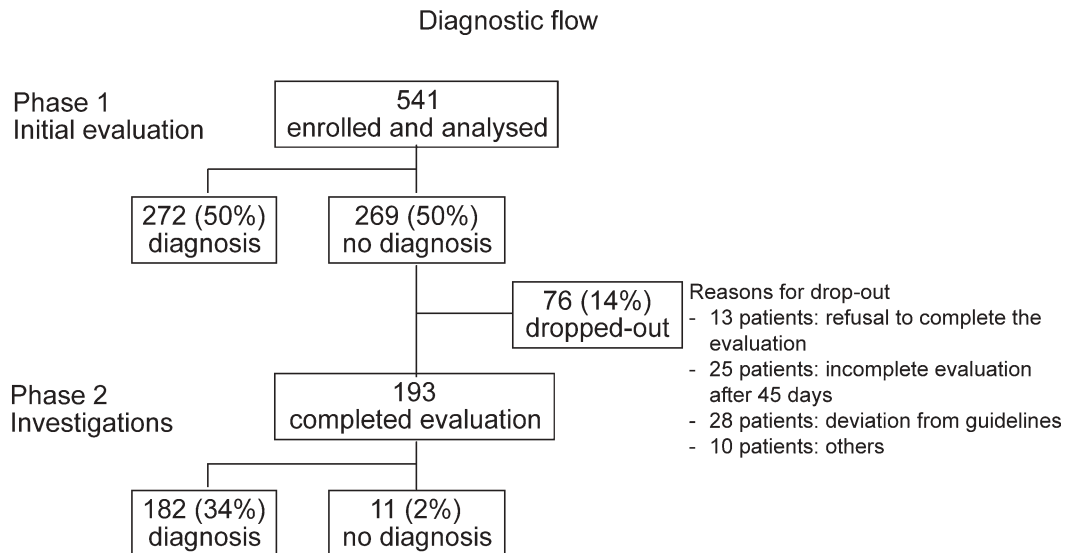 Diagnostic flow
Phase 1
Initial evaluation
541
enrolled and analysed
272 (50%)
diagnosis
269 (50%)
no diagnosis
76 (14%)
dropped-out
Reasons for drop-out
- 13 patients: refusal to complete the
evaluation
- 25 patients: incomplete evaluation
after 45 days
- 28 patients: deviation from guidelines
- 10 patients: others
Phase 2
Investigations
193
completed evaluation
182 (34%)
diagnosis
11 (2%)
no diagnosis